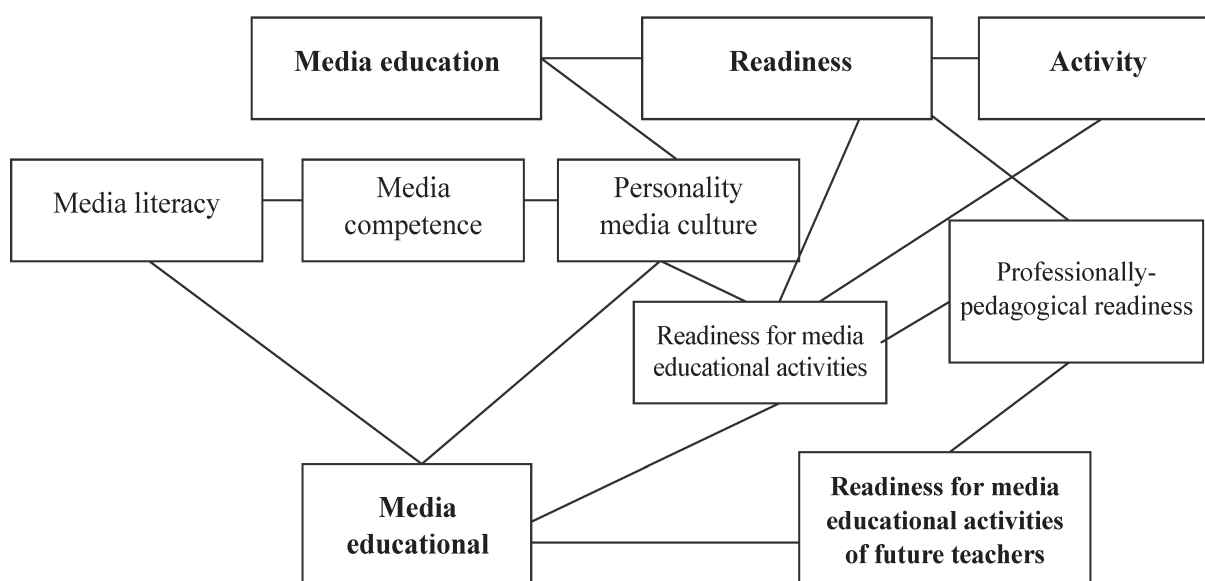 Media education
Readiness
Activity
Media literacy
Media
competence
Personality
media culture
Professionally-
pedagogical readiness
Readiness for media
educational activities
Media
educational
Readiness for media
educational activities
of future teachers